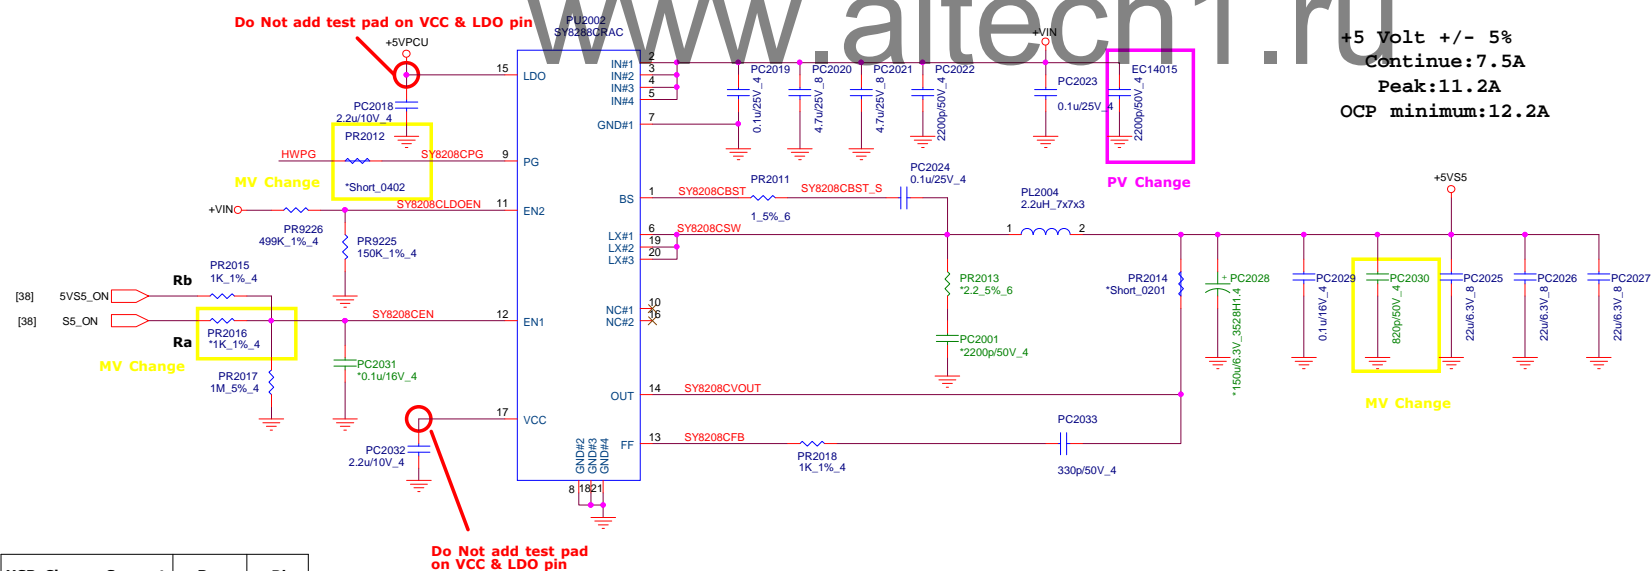 www.aitech1.ru
Do Not add test pad on VCC & LDO pin
PU2002
SY8288CRAC
+5VPCU
+VIN
+5 Volt +/- 5%
Continue:7.5A
Peak:11.2A
OCP minimum:12.2A
15
LDO
IN#1
IN#2
IN#3
IN#4
2
3
4
5
GND#1
7
PC2018
2.2u/10V_4
PC2019
0.1u/25V_4
PC2020
4.7u/25V_8
PC2021
4.7u/25V_8
PC2022
2200p/50V_4
PC2023
0.1u/25V_4
EC14015
2200p/50V_4
PV Change
PR2012
HWPG
SY8208CPG
9
PG
*Short_0402
MV Change
+VIN
SY8208CLDOEN
11
EN2
PR9226
499K_1%_4
PR9225
150K_1%_4
BS
1
SY8208CBST
PR2011
1_5%_6
SY8208CBST_S
PC2024
0.1u/25V_4
PL2004
2.2uH_7x7x3
1
2
+5VS5
LX#1
LX#2
LX#3
6
19
20
SY8208CSW
Rb
PR2015
1K_1%_4
[38]
5VS5_ON
[38]
S5_ON
Ra
PR2016
*1K_1%_4
MV Change
SY8208CEN
12
EN1
PR2017
1M_5%_4
PC2031
*0.1u/16V_4
NC#1
NC#2
10
16
PR2013
*2.2_5%_6
PC2001
*2200p/50V_4
PR2014
*Short_0201
+
PC2028
*150u/6.3V_3528H1.4
PC2029
0.1u/16V_4
PC2030
820p/50V_4
PC2025
22u/6.3V_8
PC2026
22u/6.3V_8
PC2027
22u/6.3V_8
MV Change
OUT
14
SY8208CVOUT
17
VCC
PC2032
2.2u/10V_4
FF
13
SY8208CFB
PR2018
1K_1%_4
PC2033
330p/50V_4
GND#2
GND#3
GND#4
8
18
21
Do Not add test pad
on VCC & LDO pin